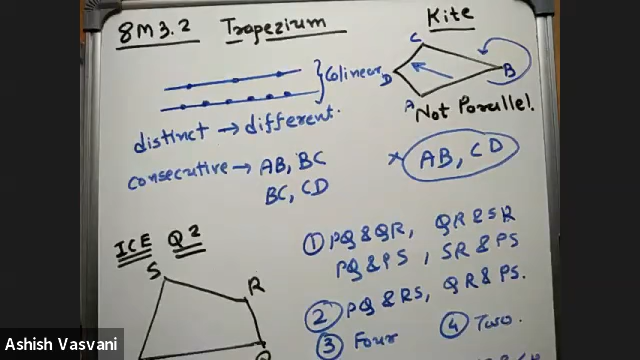 8M3.2 Trapezium
Kite
C
B
D
A
Colinear
Not Parallel.
distinct → different.
consecutive → AB, BC
BC, CD
* AB, CD
ICE Q2
S
R
① PQ & QR, QR & SR
PQ & PS, SR & PS
② PQ & RS, QR & PS.
③ Four
④ Two.
Ashish Vasvani